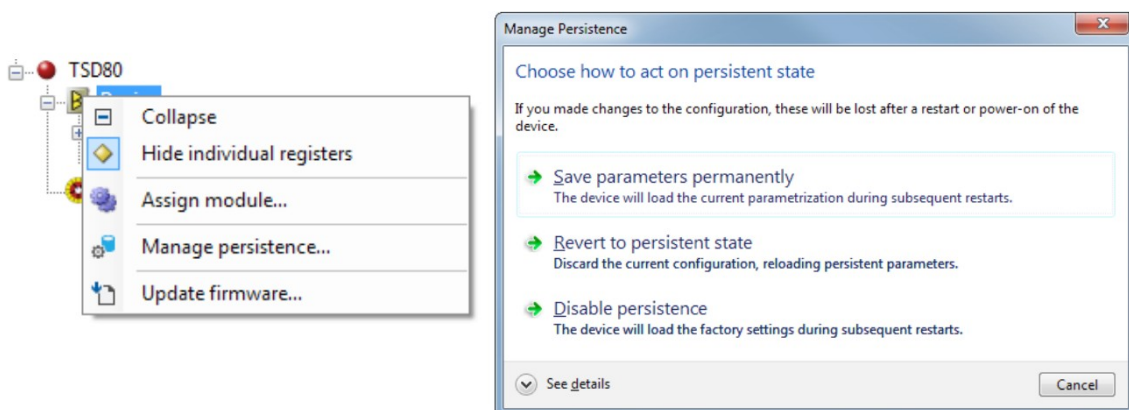 TSD80
Collapse
Hide individual registers
Assign module...
Manage persistence...
Update firmware...
Manage Persistence
Choose how to act on persistent state
If you made changes to the configuration, these will be lost after a restart or power-on of the
device.
Save parameters permanently
The device will load the current parametrization during subsequent restarts.
Revert to persistent state
Discard the current configuration, reloading persistent parameters.
Disable persistence
The device will load the factory settings during subsequent restarts.
See details
Cancel